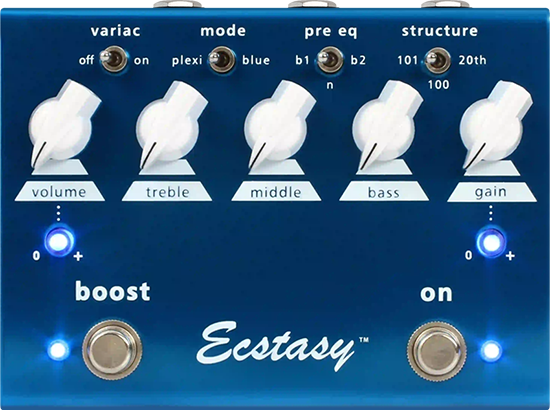 variac mode pre eq structure
off on plexi blue b1 b2 101 20th
n 100
volume treble middle bass gain
0 + 0 +
boost on
Ecstasy™